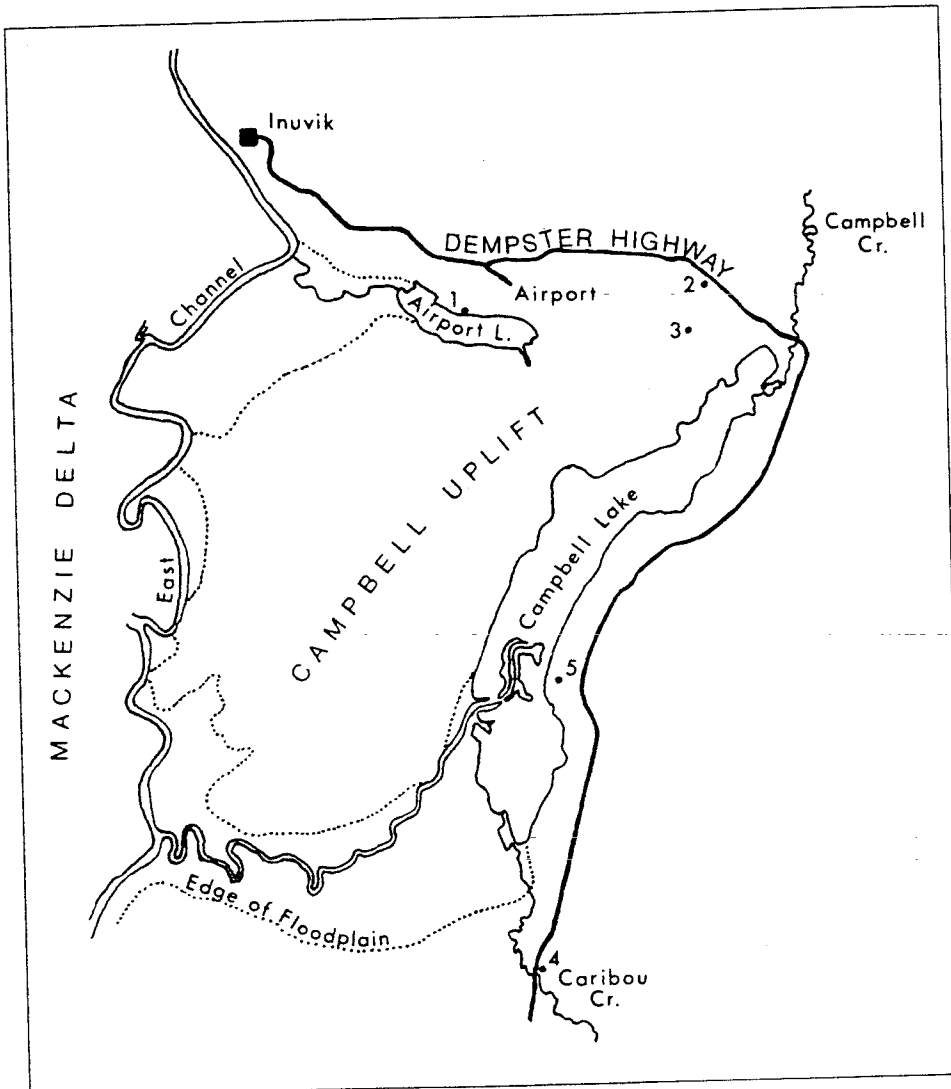 Inuvik
Campbell
Cr.
DEMPSTER HIGHWAY
2
Airport
1
Airport L.
3
Channel
MACKENZIE DELTA
CAMPBELL UPLIFT
Campbell Lake
East
5
Edge of Floodplain
4
Caribou
Cr.